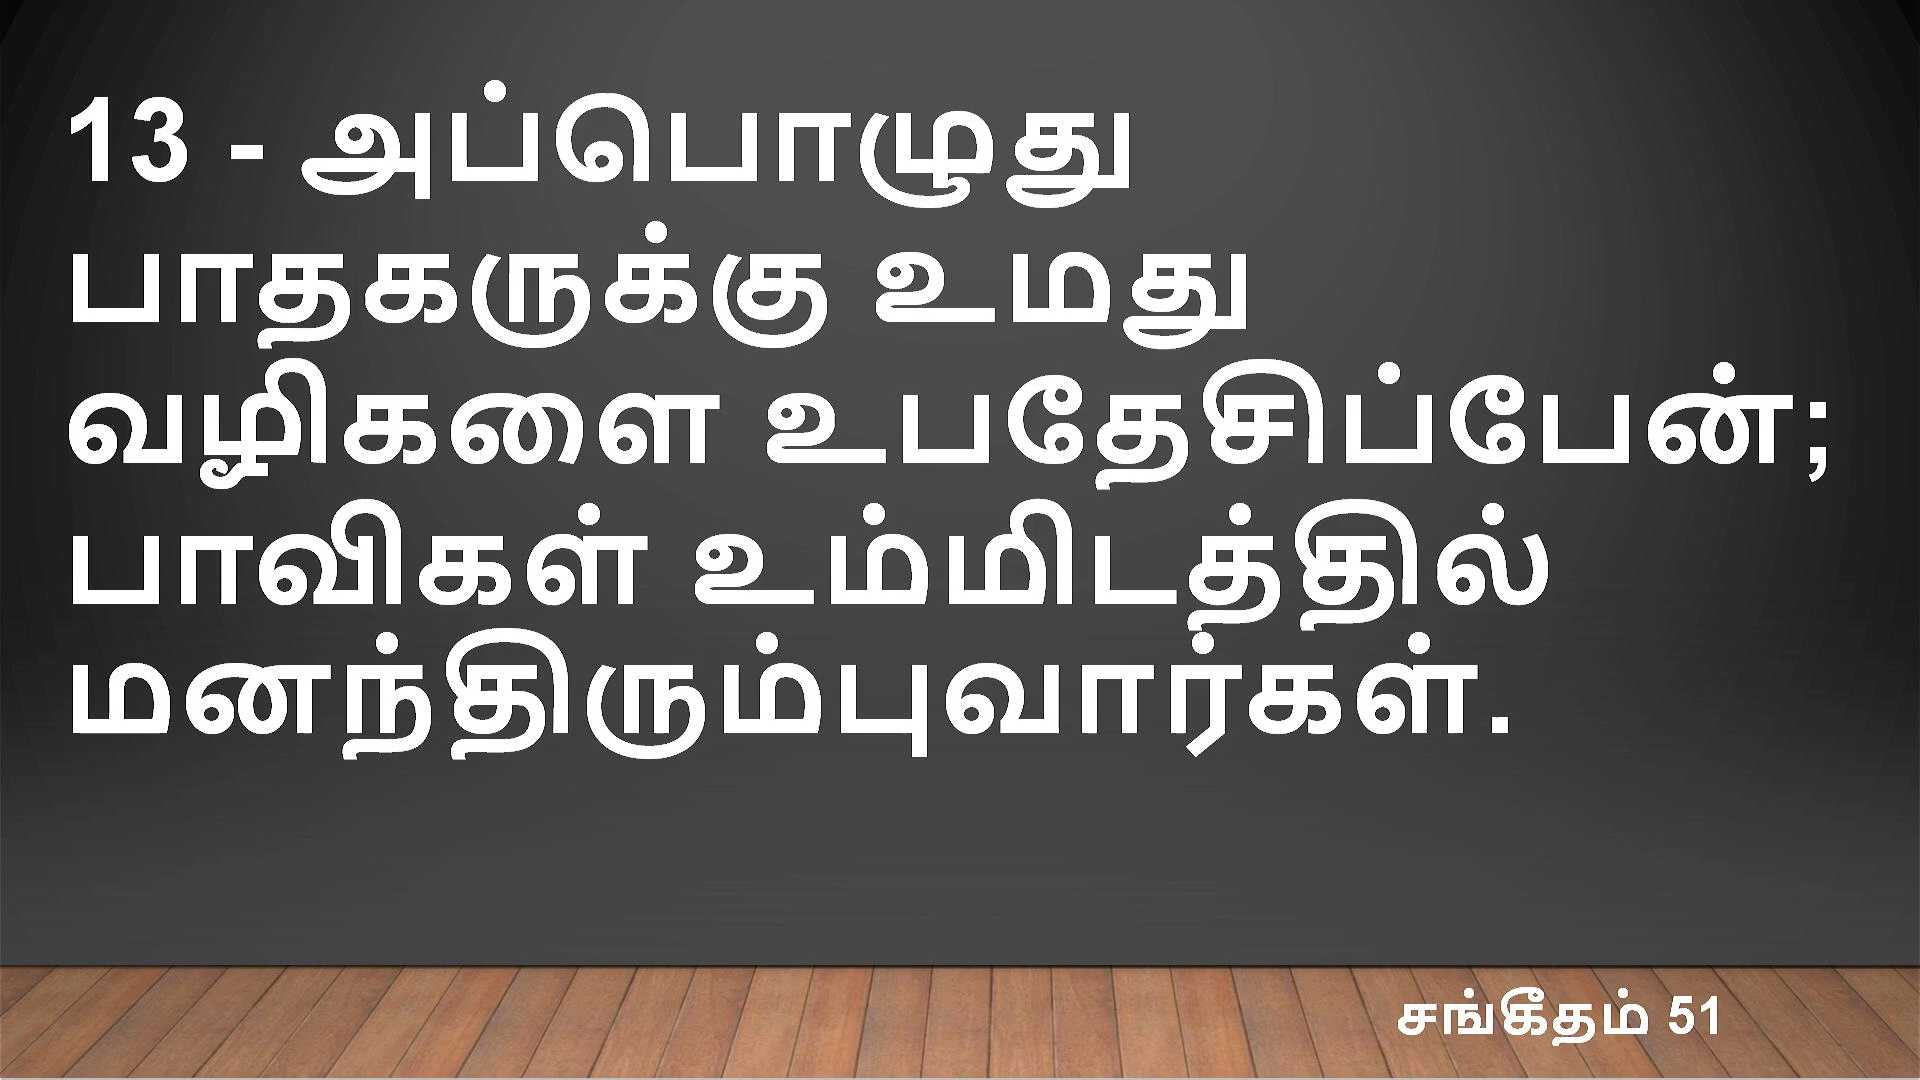 13 - அப்பொழுது
பாதகருக்கு உமது
வழிகளை உபதேசிப்பேன்;
பாவிகள் உம்மிடத்தில்
மனந்திரும்புவார்கள்.
சங்கீதம் 51